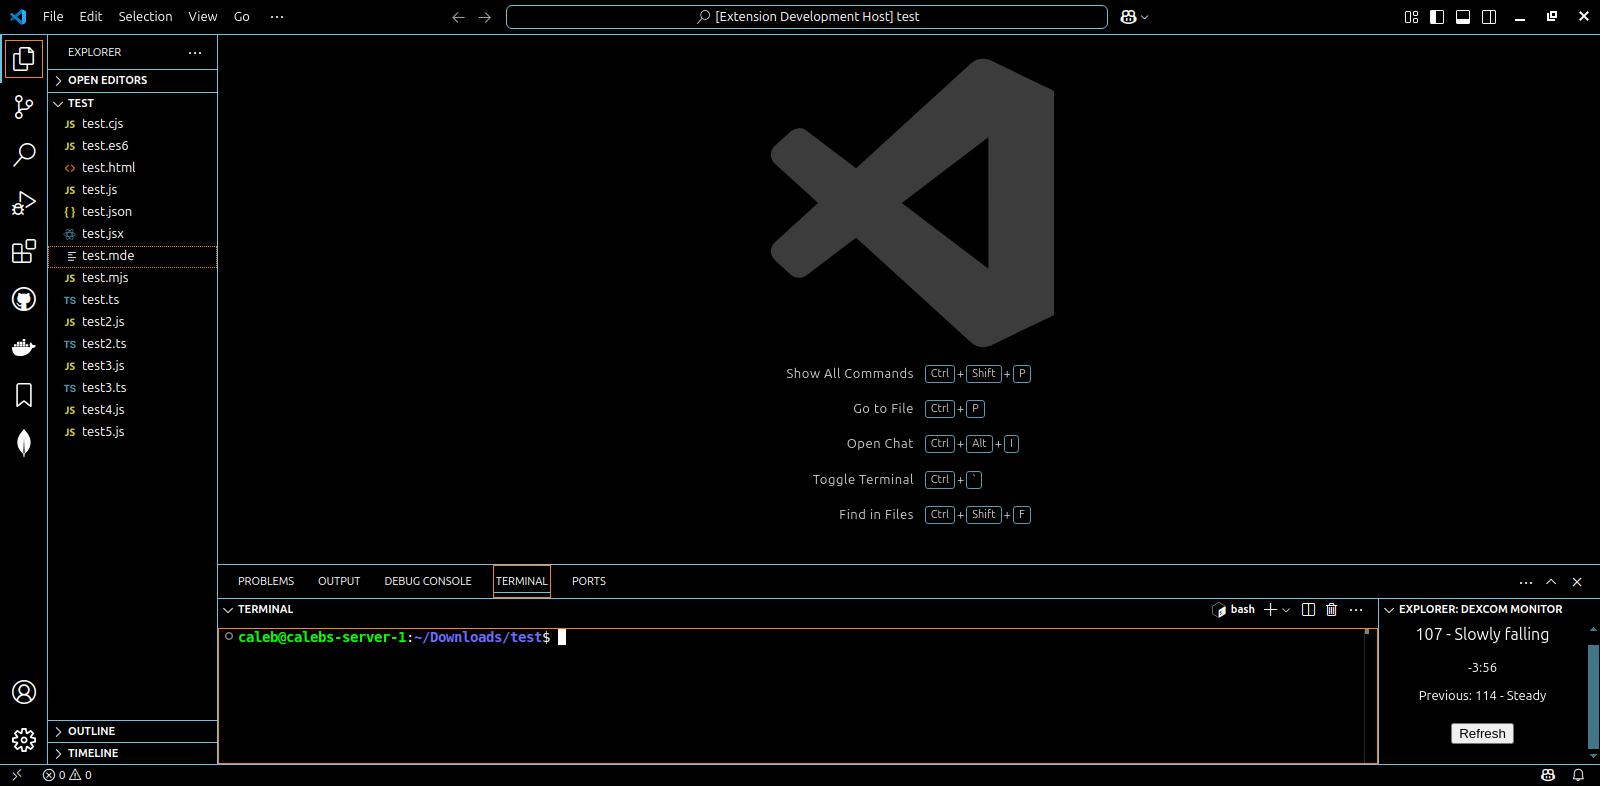 File Edit Selection View Go ···
[Extension Development Host] test
EXPLORER ···
OPEN EDITORS
TEST
JS test.cjs
JS test.es6
<> test.html
JS test.js
{ } test.json
test.jsx
test.mde
JS test.mjs
TS test.ts
JS test2.js
TS test2.ts
JS test3.js
TS test3.ts
JS test4.js
JS test5.js
OUTLINE
TIMELINE
Show All Commands Ctrl + Shift + P
Go to File Ctrl + P
Open Chat Ctrl + Alt + I
Toggle Terminal Ctrl + `
Find in Files Ctrl + Shift + F
PROBLEMS OUTPUT DEBUG CONSOLE TERMINAL PORTS ···
TERMINAL bash ···
caleb@calebs-server-1:~/Downloads/test$
EXPLORER: DEXCOM MONITOR
107 - Slowly falling
-3:56
Previous: 114 - Steady
Refresh
0 0